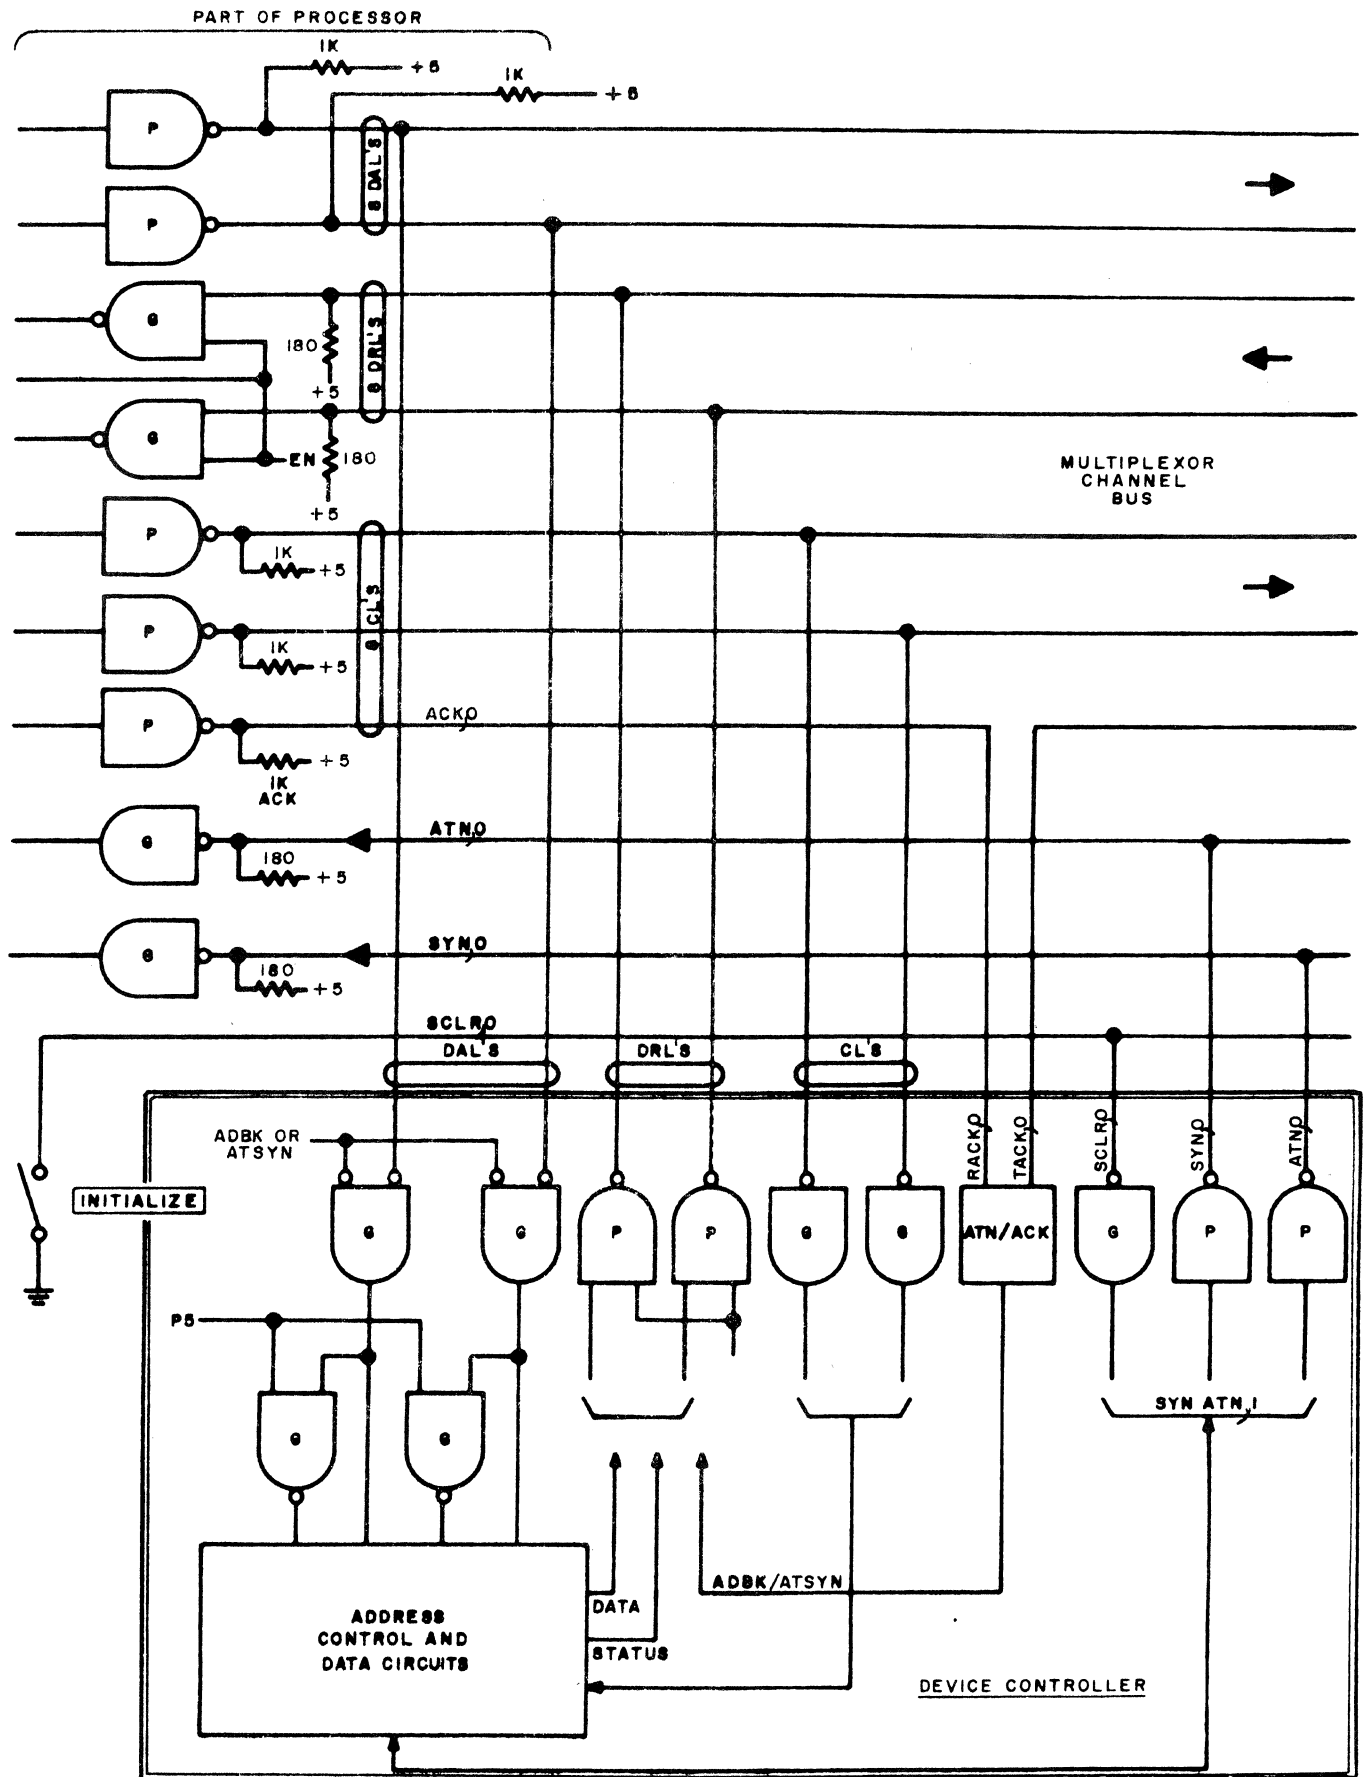 PART OF PROCESSOR
1K
+5
1K
+5
P
8 DAL'S
P
G
180
8 DRL'S
+5
G
EN
180
+5
MULTIPLEXOR
CHANNEL
BUS
P
1K
+5
CL'S
P
1K
+5
P
ACK0
+5
1K
ACK
G
ATN0
180
+5
G
SYN0
180
+5
SCLR0
DAL'S
DRL'S
CL'S
ADBK OR
ATSYN
RACK0
TACK0
SCLR0
SYN0
ATN0
INITIALIZE
G
G
P
P
G
G
ATN/ACK
G
P
P
P5
SYN ATN 1
G
G
ADBK/ATSYN
DATA
ADDRESS
CONTROL AND
DATA CIRCUITS
STATUS
DEVICE CONTROLLER